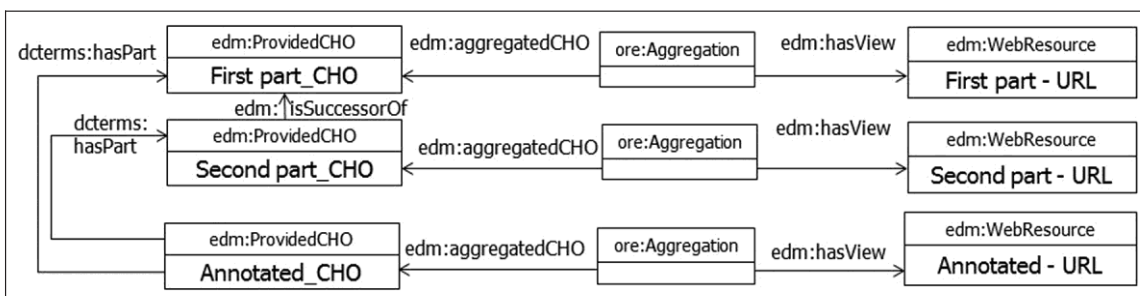 dcterms:hasPart
edm:ProvidedCHO
First part_CHO
edm:aggregatedCHO
ore:Aggregation
edm:hasView
edm:WebResource
First part - URL
edm: isSuccessorOf
dcterms:
hasPart
edm:ProvidedCHO
Second part_CHO
edm:aggregatedCHO
ore:Aggregation
edm:hasView
edm:WebResource
Second part - URL
edm:ProvidedCHO
Annotated_CHO
edm:aggregatedCHO
ore:Aggregation
edm:hasView
edm:WebResource
Annotated - URL